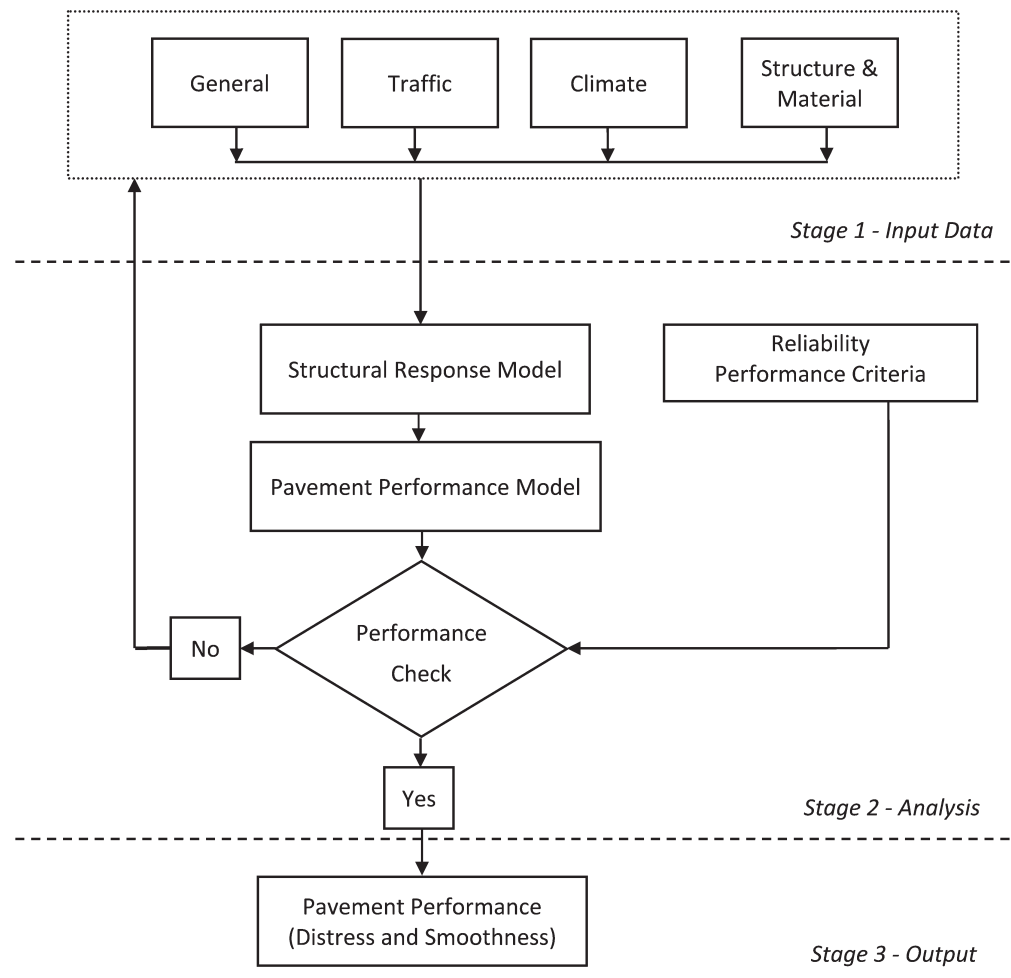 General
Traffic
Climate
Structure &
Material
Stage 1 - Input Data
Structural Response Model
Reliability
Performance Criteria
Pavement Performance Model
Performance
Check
No
Yes
Stage 2 - Analysis
Pavement Performance
(Distress and Smoothness)
Stage 3 - Output